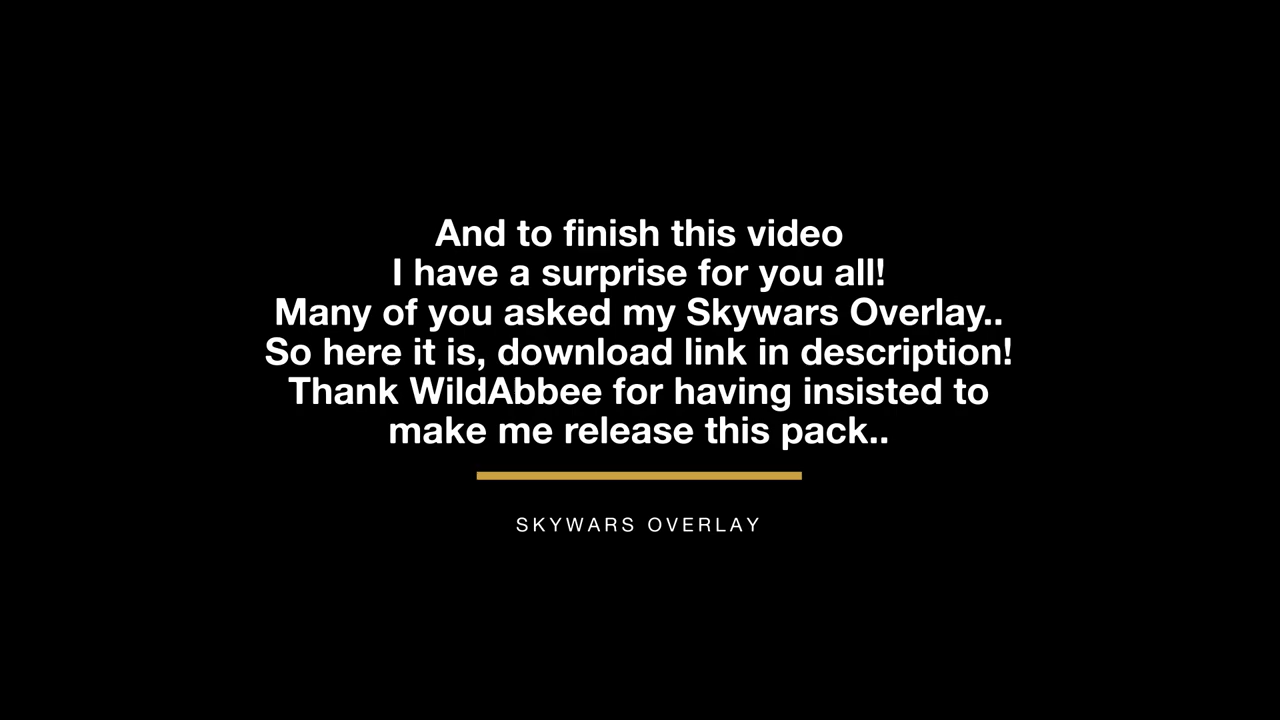 And to finish this video
I have a surprise for you all!
Many of you asked my Skywars Overlay..
So here it is, download link in description!
Thank WildAbbee for having insisted to
make me release this pack..
SKYWARS OVERLAY